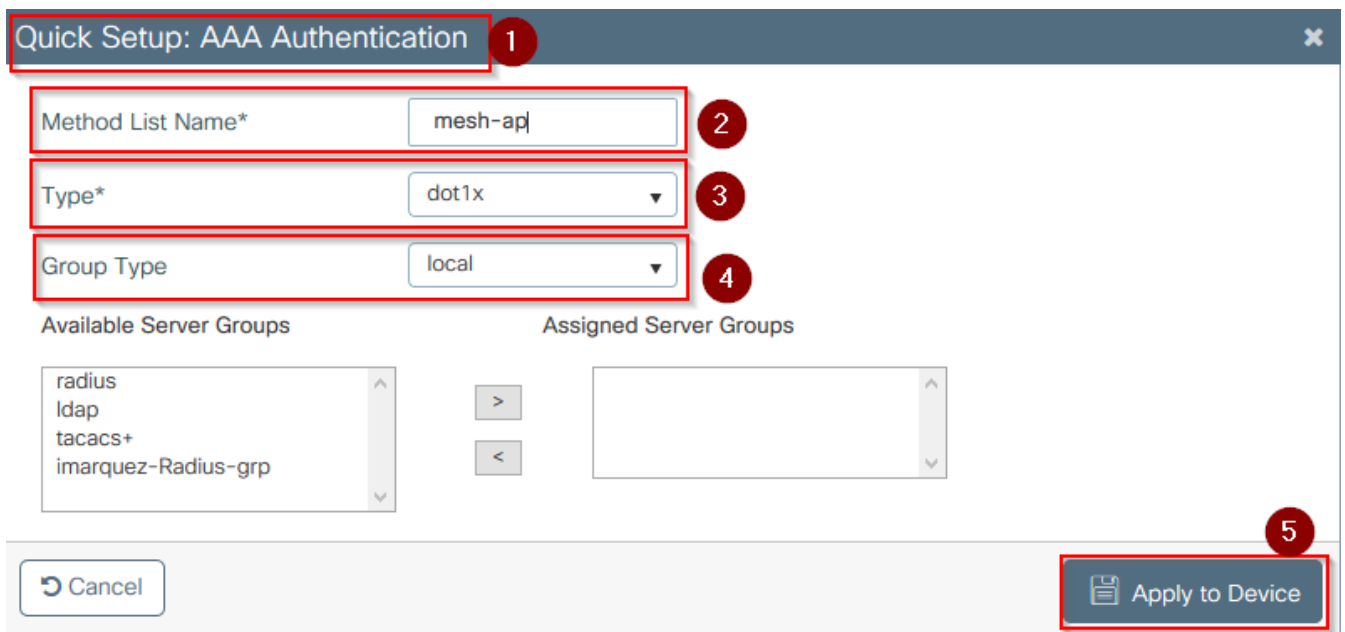 Quick Setup: AAA Authentication 1
Method List Name* mesh-ap 2
Type* dot1x 3
Group Type local 4
Available Server Groups Assigned Server Groups
radius
ldap
tacacs+
imarquez-Radius-grp
>
<
5
Cancel Apply to Device